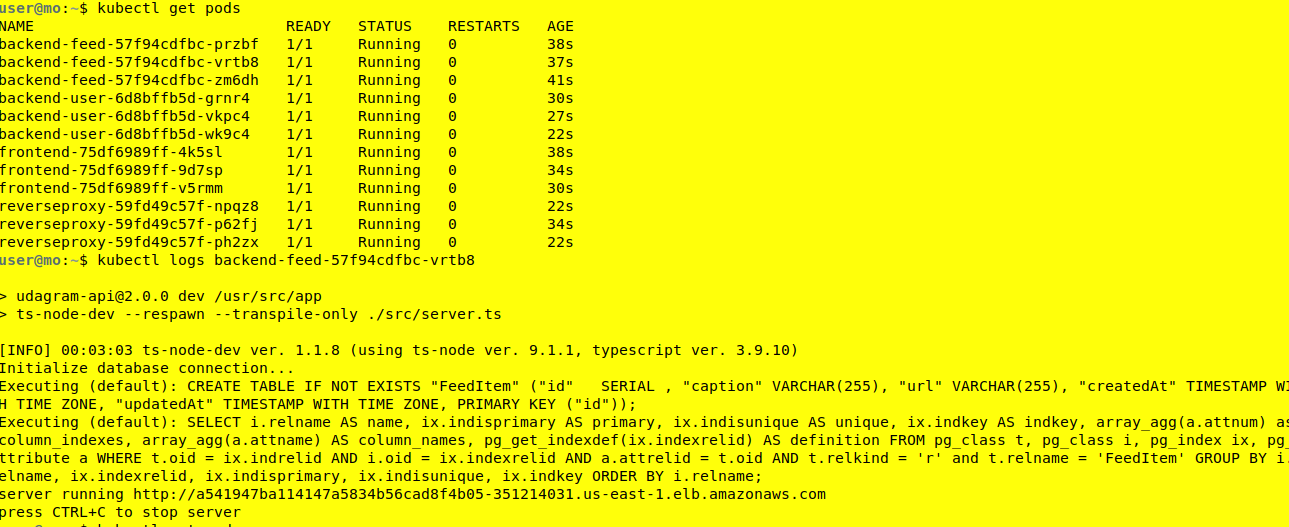 user@mo:~$ kubectl get pods
NAME                            READY   STATUS    RESTARTS   AGE
backend-feed-57f94cdfbc-przbf   1/1     Running   0          38s
backend-feed-57f94cdfbc-vrtb8   1/1     Running   0          37s
backend-feed-57f94cdfbc-zm6dh   1/1     Running   0          41s
backend-user-6d8bffb5d-grnr4    1/1     Running   0          30s
backend-user-6d8bffb5d-vkpc4    1/1     Running   0          27s
backend-user-6d8bffb5d-wk9c4    1/1     Running   0          22s
frontend-75df6989ff-4k5sl       1/1     Running   0          38s
frontend-75df6989ff-9d7sp       1/1     Running   0          34s
frontend-75df6989ff-v5rmm       1/1     Running   0          30s
reverseproxy-59fd49c57f-npqz8   1/1     Running   0          22s
reverseproxy-59fd49c57f-p62fj   1/1     Running   0          34s
reverseproxy-59fd49c57f-ph2zx   1/1     Running   0          22s
user@mo:~$ kubectl logs backend-feed-57f94cdfbc-vrtb8
> udagram-api@2.0.0 dev /usr/src/app
> ts-node-dev --respawn --transpile-only ./src/server.ts
[INFO] 00:03:03 ts-node-dev ver. 1.1.8 (using ts-node ver. 9.1.1, typescript ver. 3.9.10)
Initialize database connection...
Executing (default): CREATE TABLE IF NOT EXISTS "FeedItem" ("id"   SERIAL , "caption" VARCHAR(255), "url" VARCHAR(255), "createdAt" TIMESTAMP WI
H TIME ZONE, "updatedAt" TIMESTAMP WITH TIME ZONE, PRIMARY KEY ("id"));
Executing (default): SELECT i.relname AS name, ix.indisprimary AS primary, ix.indisunique AS unique, ix.indkey AS indkey, array_agg(a.attnum) as
column_indexes, array_agg(a.attname) AS column_names, pg_get_indexdef(ix.indexrelid) AS definition FROM pg_class t, pg_class i, pg_index ix, pg_
ttribute a WHERE t.oid = ix.indrelid AND i.oid = ix.indexrelid AND a.attrelid = t.oid AND t.relkind = 'r' and t.relname = 'FeedItem' GROUP BY i.
elname, ix.indexrelid, ix.indisprimary, ix.indisunique, ix.indkey ORDER BY i.relname;
server running http://a541947ba114147a5834b56cad8f4b05-351214031.us-east-1.elb.amazonaws.com
press CTRL+C to stop server